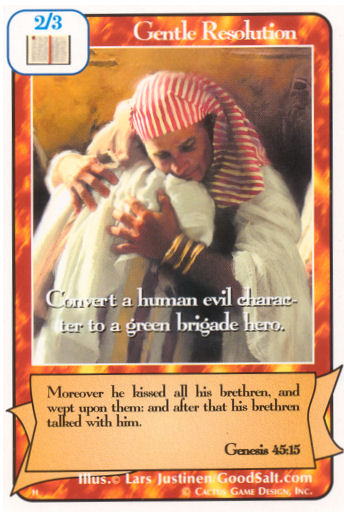 2/3
Gentle Resolution
Convert a human evil charac-
ter to a green brigade hero.
Moreover he kissed all his brethren, and
wept upon them: and after that his brethren
talked with him.
Genesis 45:15
Illus.© Lars Justinen/GoodSalt.com
H © Cactus Game Design, Inc.